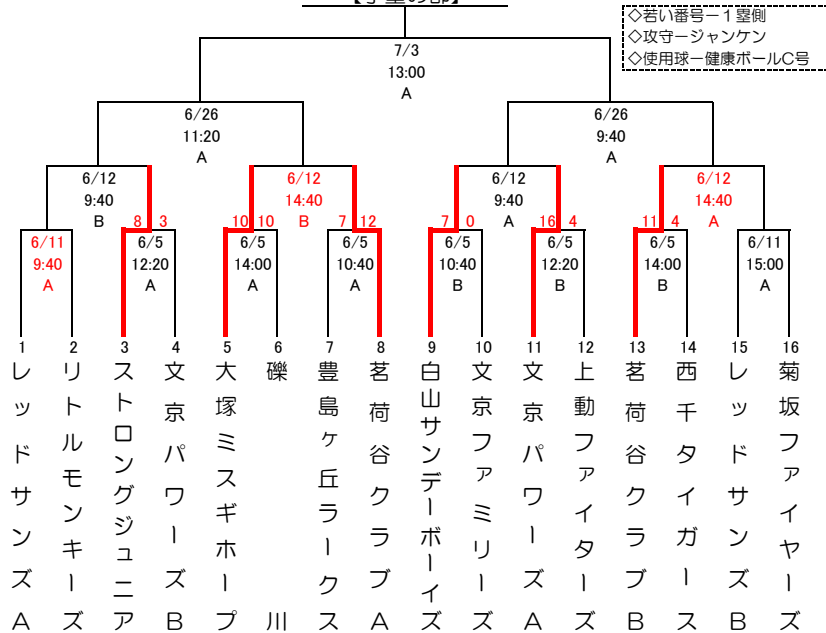 ◇若い番号－１塁側
◇攻守－ジャンケン
◇使用球－健康ボールC号
7/3
13:00
A
6/26
11:20
A
6/26
9:40
A
6/12
9:40
B
6/12
14:40
B
6/12
9:40
A
6/12
14:40
A
8 3
10 10
7 12
7 0
16 4
11 4
6/11
9:40
A
6/5
12:20
A
6/5
14:00
A
6/5
10:40
A
6/5
10:40
B
6/5
12:20
B
6/5
14:00
B
6/11
15:00
A
1 2 3 4 5 6 7 8 9 10 11 12 13 14 15 16
レッドサンズA
リトルモンキーズ
ストロングジュニア
文京パワーズB
大塚ミスギホープ
礫川
豊島ヶ丘ラークス
茗荷谷クラブA
白山サンデーボーイズ
文京ファミリーズ
文京パワーズA
上動ファイターズ
茗荷谷クラブB
西千タイガース
レッドサンズB
菊坂ファイヤーズ